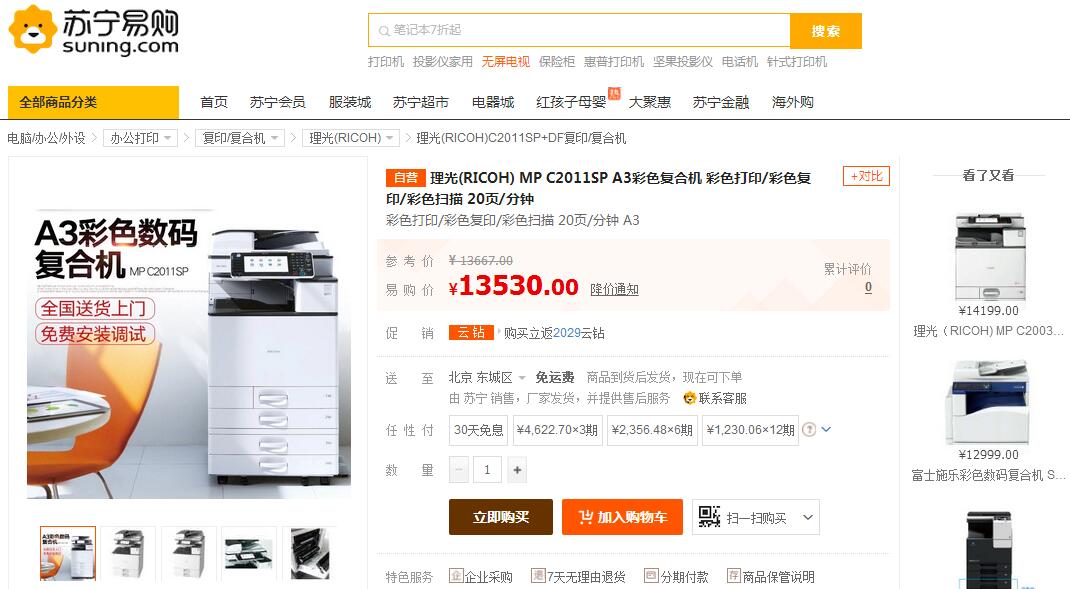 苏宁易购
suning.com
笔记本7折起
搜索
打印机 投影仪家用 无屏电视 保险柜 惠普打印机 坚果投影仪 电话机 针式打印机
全部商品分类
首页 苏宁会员 服装城 苏宁超市 电器城 红孩子母婴 热 大聚惠 苏宁金融 海外购
电脑/办公/外设 办公打印 复印/复合机 理光(RICOH) 理光(RICOH)C2011SP+DF复印/复合机
A3彩色数码
复合机 MP C2011SP
全国送货上门
免费安装调试
自营 理光(RICOH) MP C2011SP A3彩色复合机 彩色打印/彩色复
印/彩色扫描 20页/分钟
+对比
彩色打印/彩色复印/彩色扫描 20页/分钟 A3
参考价 ¥13667.00
易购价 ¥13530.00 降价通知
累计评价
0
促销 云钻 购买立返2029云钻
送至 北京 东城区 免运费 商品到货后发货，现在可下单
由 苏宁 销售，厂家发货，并提供售后服务 联系客服
任性付 30天免息 ¥4,622.70×3期 ¥2,356.48×6期 ¥1,230.06×12期 ?
数量 − 1 +
立即购买 加入购物车 扫一扫购买
特色服务 企 企业采购 退 7天无理由退货 分期付款 存 商品保管说明
看了又看
¥14199.00
理光（RICOH) MP C2003...
¥12999.00
富士施乐彩色数码复合机 S...